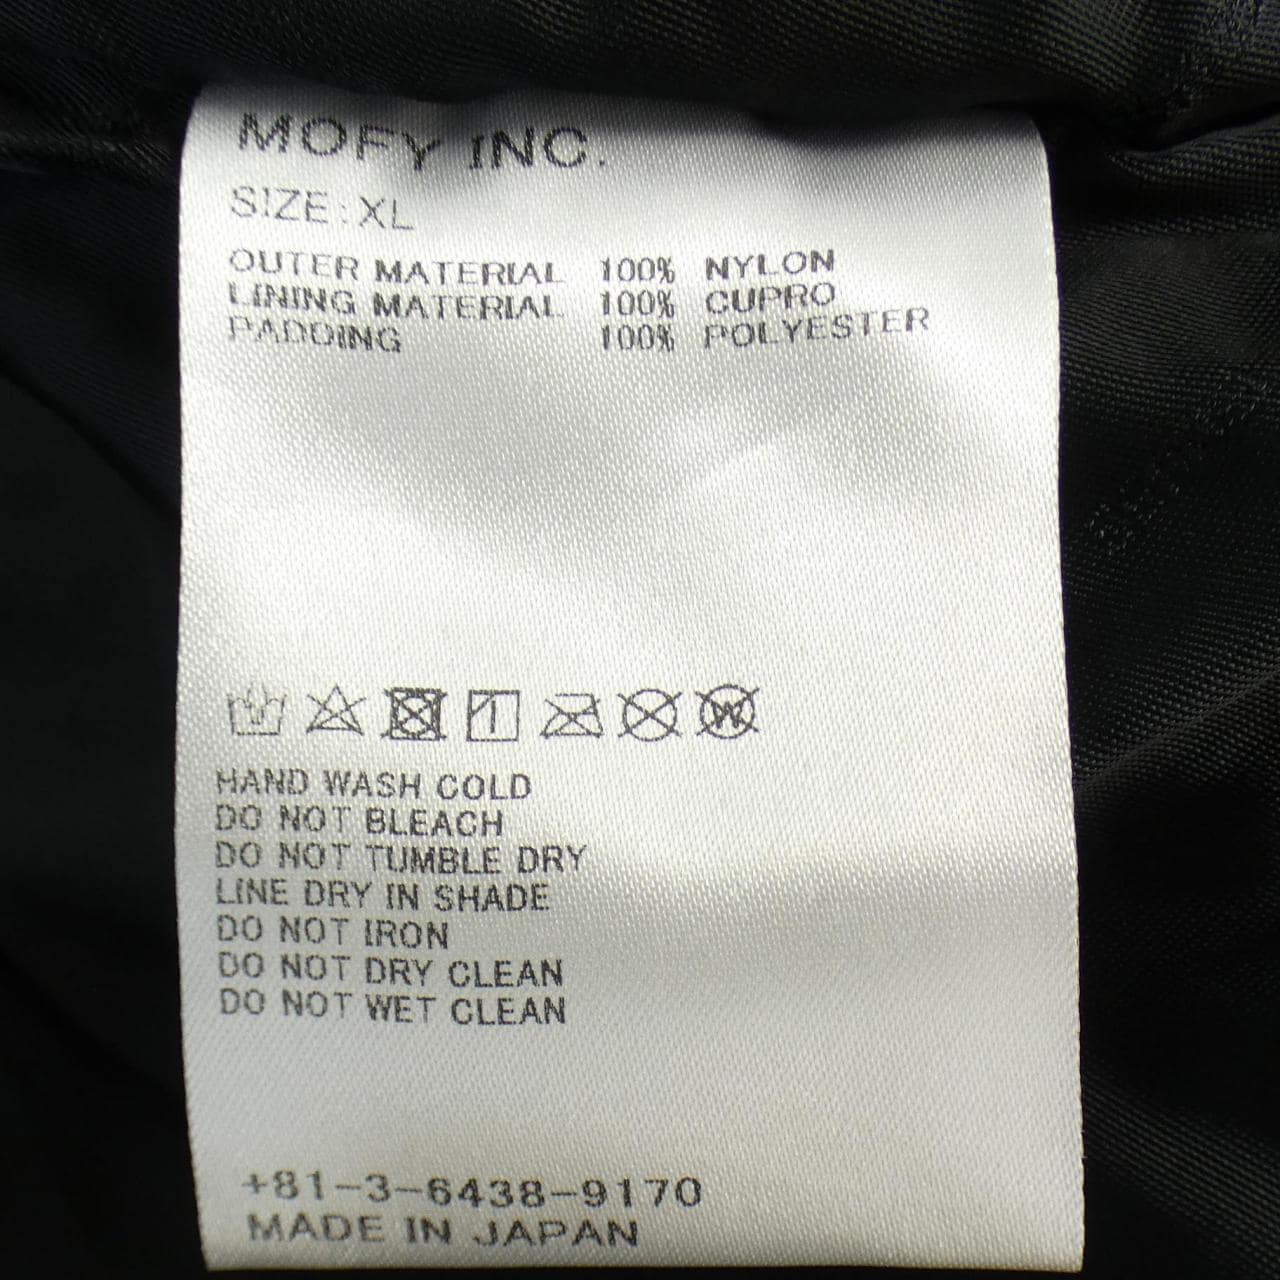 MOFY INC.
SIZE: XL
OUTER MATERIAL 100% NYLON
LINING MATERIAL 100% CUPRO
PADDING 100% POLYESTER
W
HAND WASH COLD
DO NOT BLEACH
DO NOT TUMBLE DRY
LINE DRY IN SHADE
DO NOT IRON
DO NOT DRY CLEAN
DO NOT WET CLEAN
+81-3-6438-9170
MADE IN JAPAN